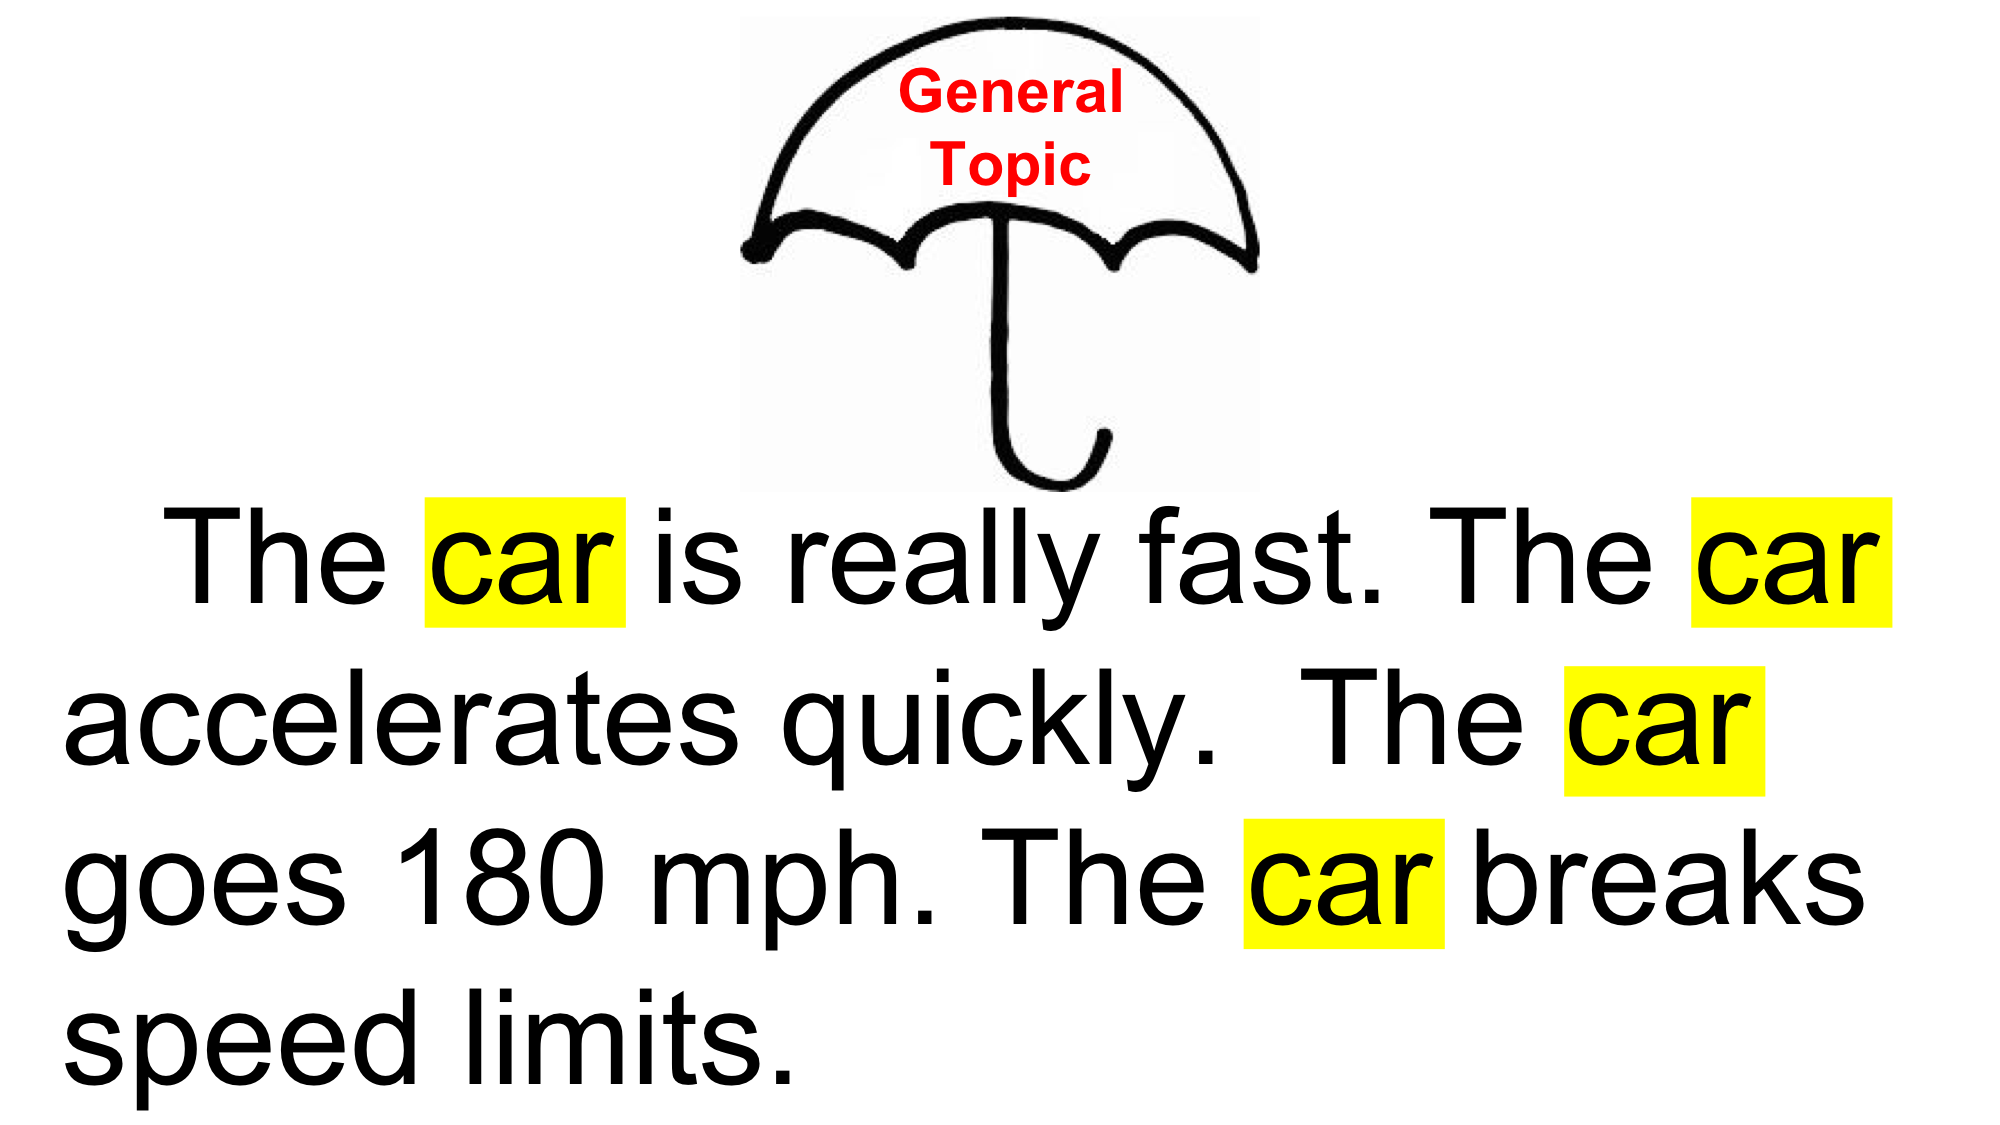 General
Topic
The car is really fast. The car
accelerates quickly.  The car
goes 180 mph. The car breaks
speed limits.